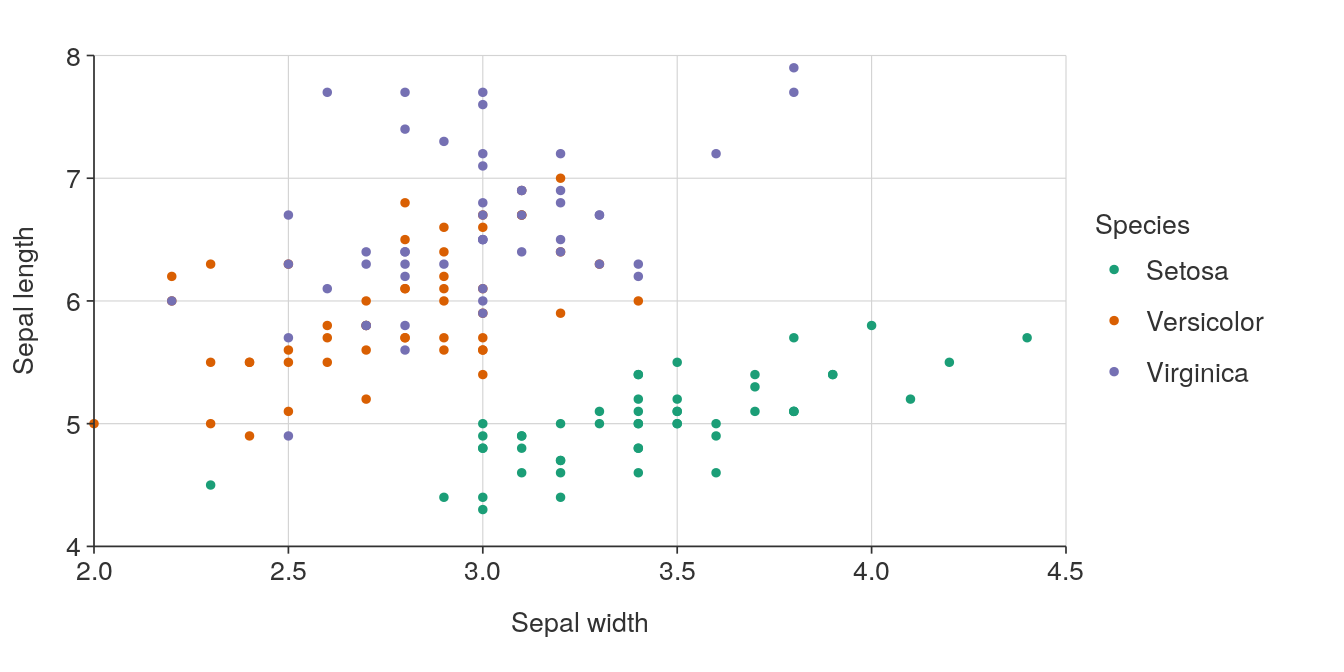 8
7
6
5
4
Sepal length
2.0 2.5 3.0 3.5 4.0 4.5
Sepal width
Species
Setosa
Versicolor
Virginica